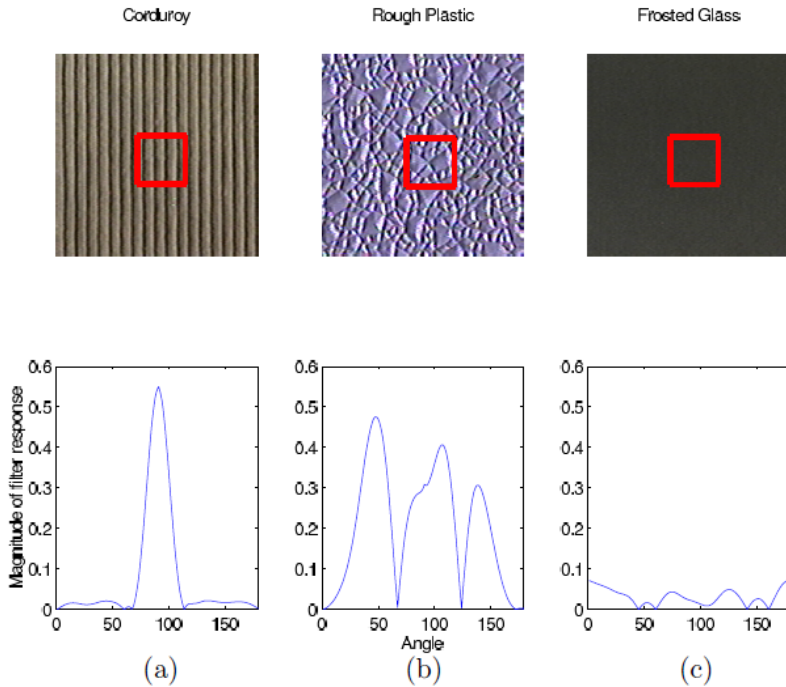 Corduroy Rough Plastic Frosted Glass
Magnitude of filter response
0.6 0.6 0.6
0.5 0.5 0.5
0.4 0.4 0.4
0.3 0.3 0.3
0.2 0.2 0.2
0.1 0.1 0.1
0 0 0
0 50 100 150 0 50 100 150 0 50 100 150
Angle
(a) (b) (c)